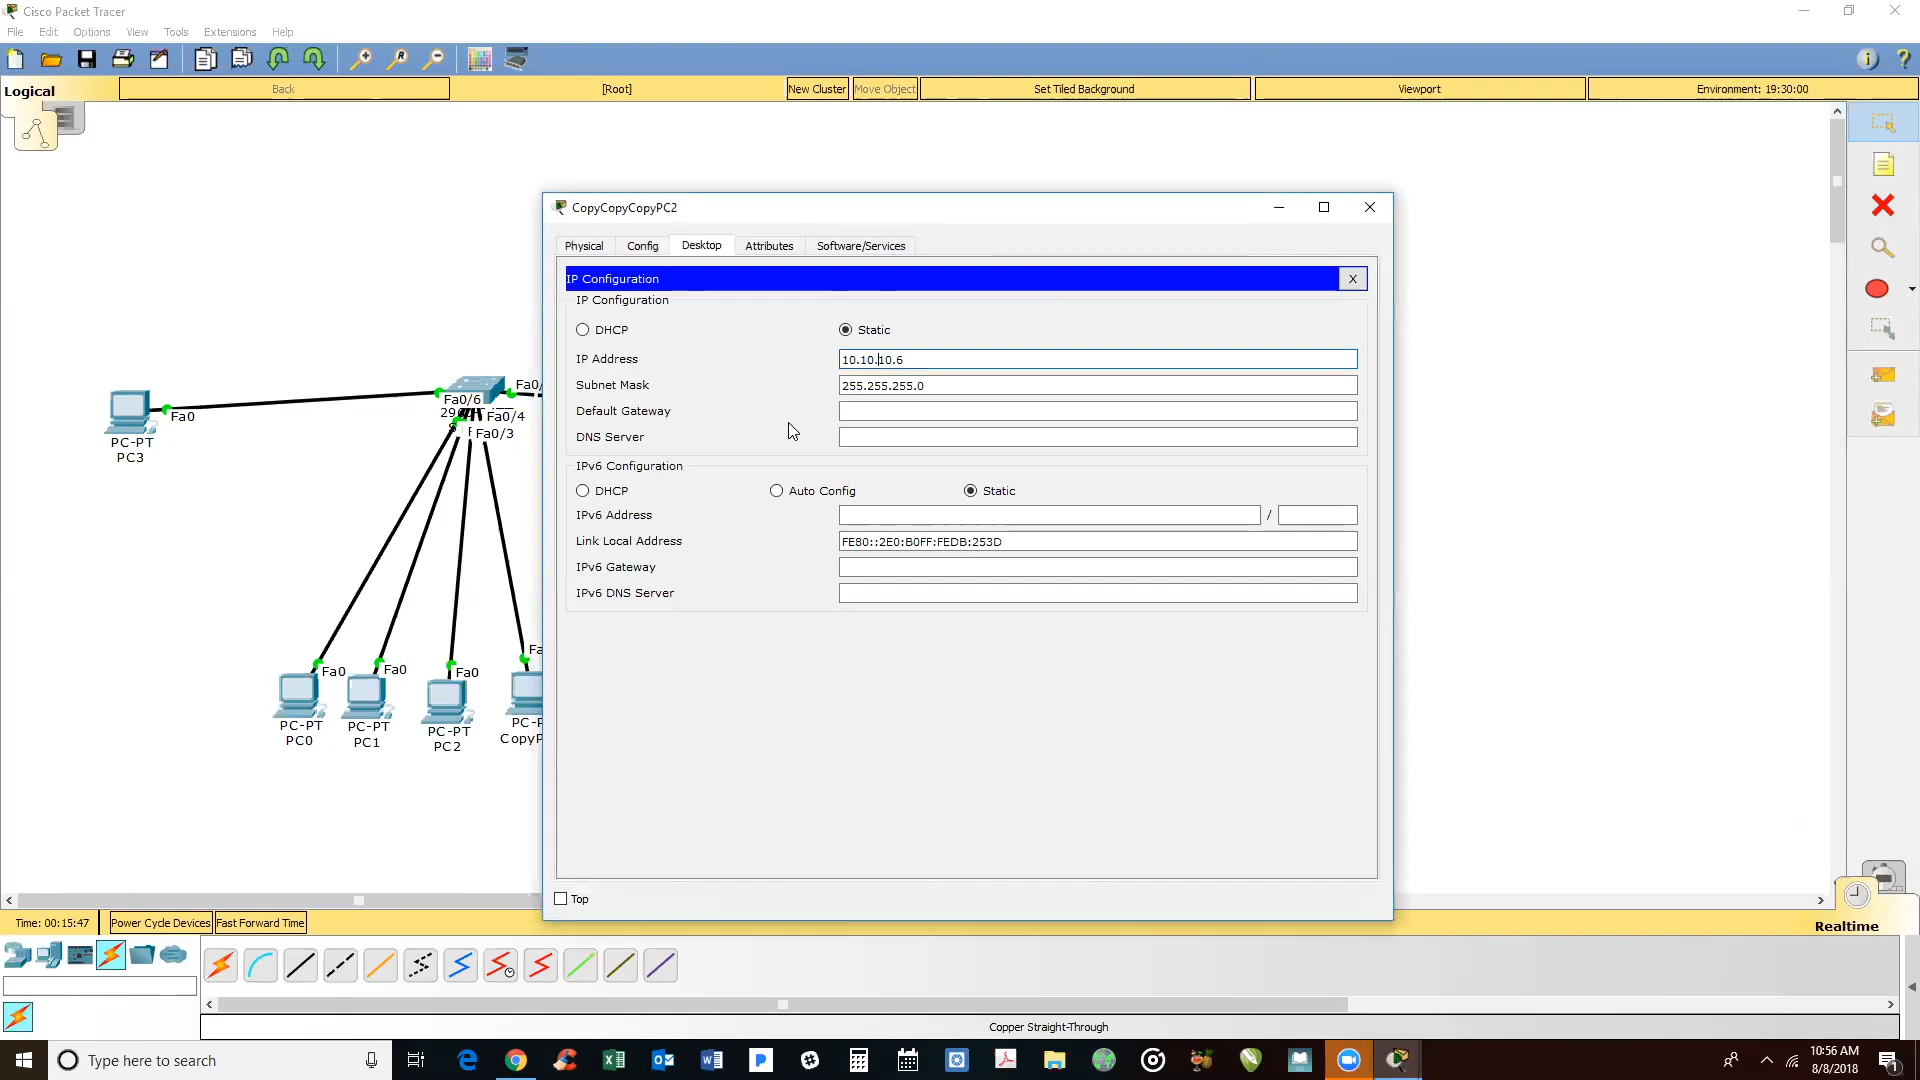 Cisco Packet Tracer
File Edit Options View Tools Extensions Help
Logical
Back
[Root]
New Cluster
Move Object
Set Tiled Background
Viewport
Environment: 19:30:00
CopyCopyCopyPC2
Physical Config Desktop Attributes Software/Services
IP Configuration
X
IP Configuration
DHCP Static
IP Address 10.10.10.6
Subnet Mask 255.255.255.0
Default Gateway
DNS Server
IPv6 Configuration
DHCP Auto Config Static
IPv6 Address /
Link Local Address FE80::2E0:B0FF:FEDB:253D
IPv6 Gateway
IPv6 DNS Server
Top
Fa0
PC-PT
PC3
Fa0/6
Fa0/4
Fa0/3
Fa0
PC-PT
PC0
Fa0
PC-PT
PC1
Fa0
PC-PT
PC2
Time: 00:15:47
Power Cycle Devices
Fast Forward Time
Realtime
Copper Straight-Through
Type here to search
10:56 AM
8/8/2018